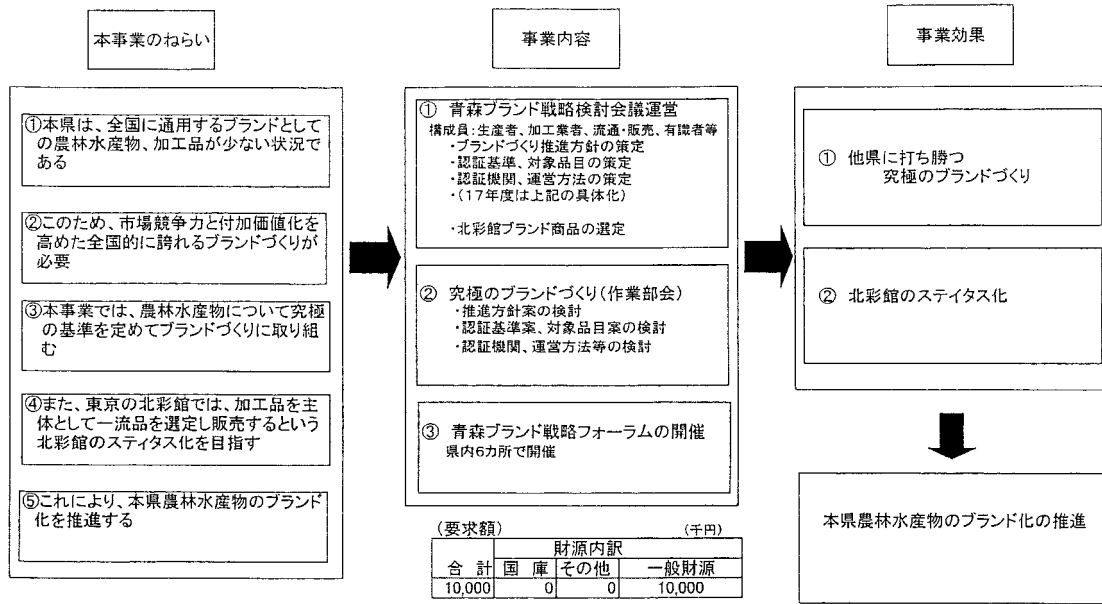 本事業のねらい
①本県は、全国に通用するブランドとして
の農林水産物、加工品が少ない状況で
ある
②このため、市場競争力と付加価値化を
高めた全国的に誇れるブランドづくりが
必要
③本事業では、農林水産物について究極
の基準を定めてブランドづくりに取り組
む
④また、東京の北彩館では、加工品を主
体として一流品を選定し販売するという
北彩館のスティタス化を目指す
⑤これにより、本県農林水産物のブランド
化を推進する
事業内容
① 青森ブランド戦略検討会議運営
構成員:生産者、加工業者、流通・販売、有識者等
・ブランドづくり推進方針の策定
・認証基準、対象品目の策定
・認証機関、運営方法の策定
・(17年度は上記の具体化)
・北彩館ブランド商品の選定
② 究極のブランドづくり(作業部会)
・推進方針案の検討
・認証基準案、対象品目案の検討
・認証機関、運営方法等の検討
③ 青森ブランド戦略フォーラムの開催
県内6カ所で開催
(要求額) (千円)
財源内訳
合 計 国 庫 その他 一般財源
10,000 0 0 10,000
事業効果
① 他県に打ち勝つ
究極のブランドづくり
② 北彩館のステイタス化
本県農林水産物のブランド化の推進